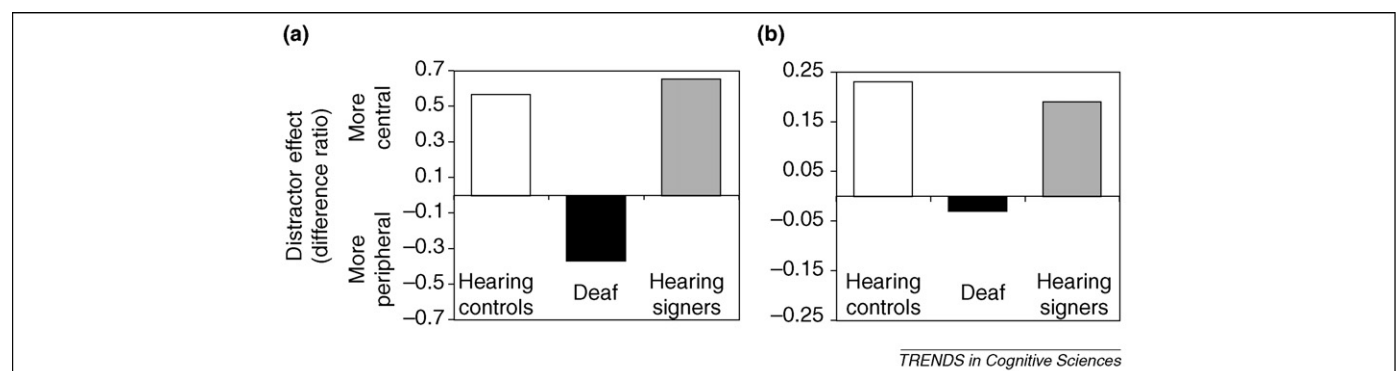 (a)
(b)
Distractor effect
(difference ratio)
More
peripheral
More
central
0.7
0.5
0.3
0.1
–0.1
–0.3
–0.5
–0.7
Hearing
controls
Deaf
Hearing
signers
0.25
0.15
0.05
–0.05
–0.15
–0.25
Hearing
controls
Deaf
Hearing
signers
TRENDS in Cognitive Sciences